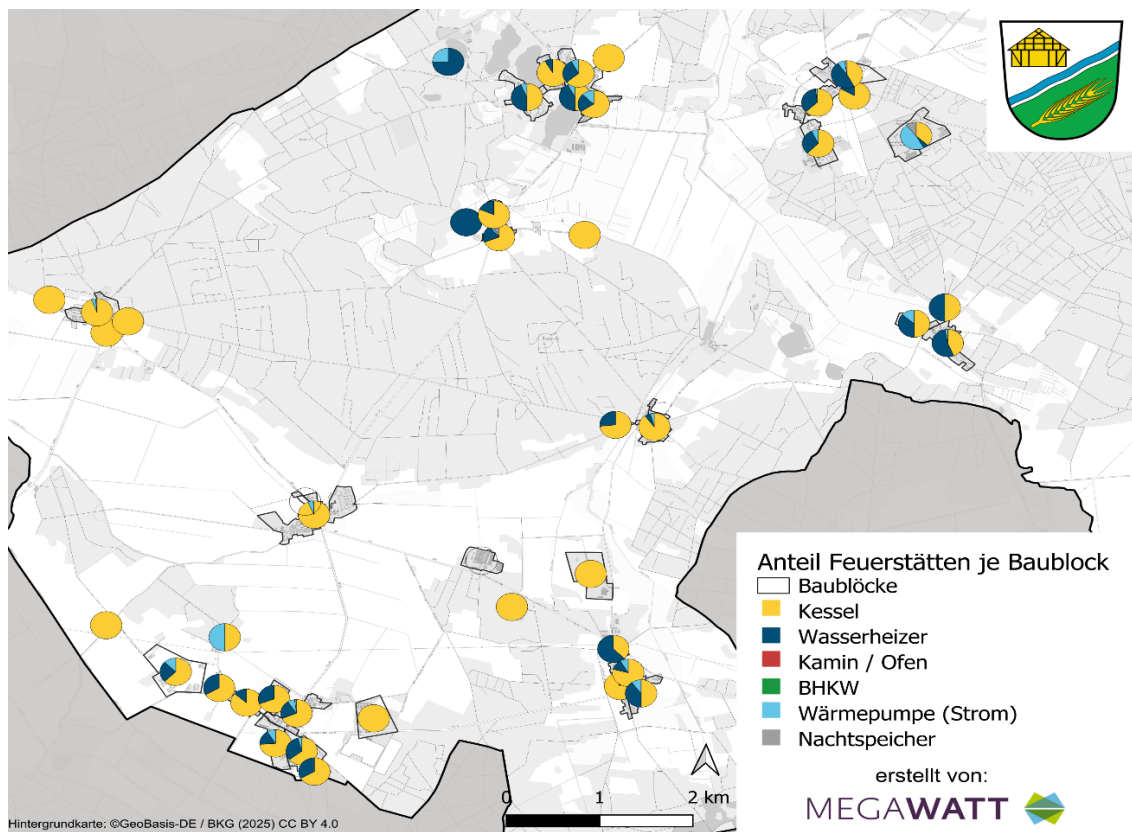 Anteil Feuerstätten je Baublock
Baublöcke
Kessel
Wasserheizer
Kamin / Ofen
BHKW
Wärmepumpe (Strom)
Nachtspeicher
erstellt von:
MEGAWATT
0 1 2 km
Hintergrundkarte: ©GeoBasis-DE / BKG (2025) CC BY 4.0